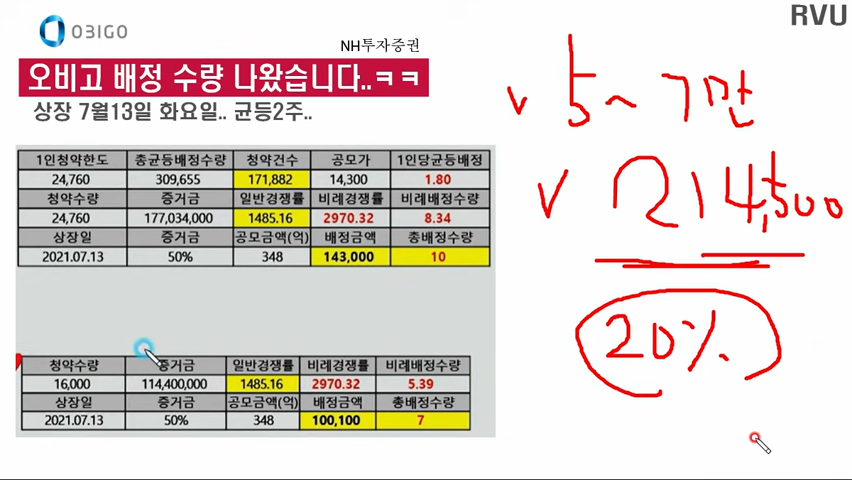 RVU
OBIGO
NH투자증권
오비고 배정 수량 나왔습니다..ㅋㅋ
상장 7월13일 화요일.. 균등2주..
1인청약한도 총균등배정수량 청약건수 공모가 1인당균등배정
24,760 309,655 171,882 14,300 1.80
청약수량 증거금 일반경쟁률 비례경쟁률 비례배정수량
24,760 177,034,000 1485.16 2970.32 8.34
상장일 증거금 공모금액(억) 배정금액 총배정수량
2021.07.13 50% 348 143,000 10
청약수량 증거금 일반경쟁률 비례경쟁률 비례배정수량
16,000 114,400,000 1485.16 2970.32 5.39
상장일 증거금 공모금액(억) 배정금액 총배정수량
2021.07.13 50% 348 100,100 7
5~7만
214,500
20%